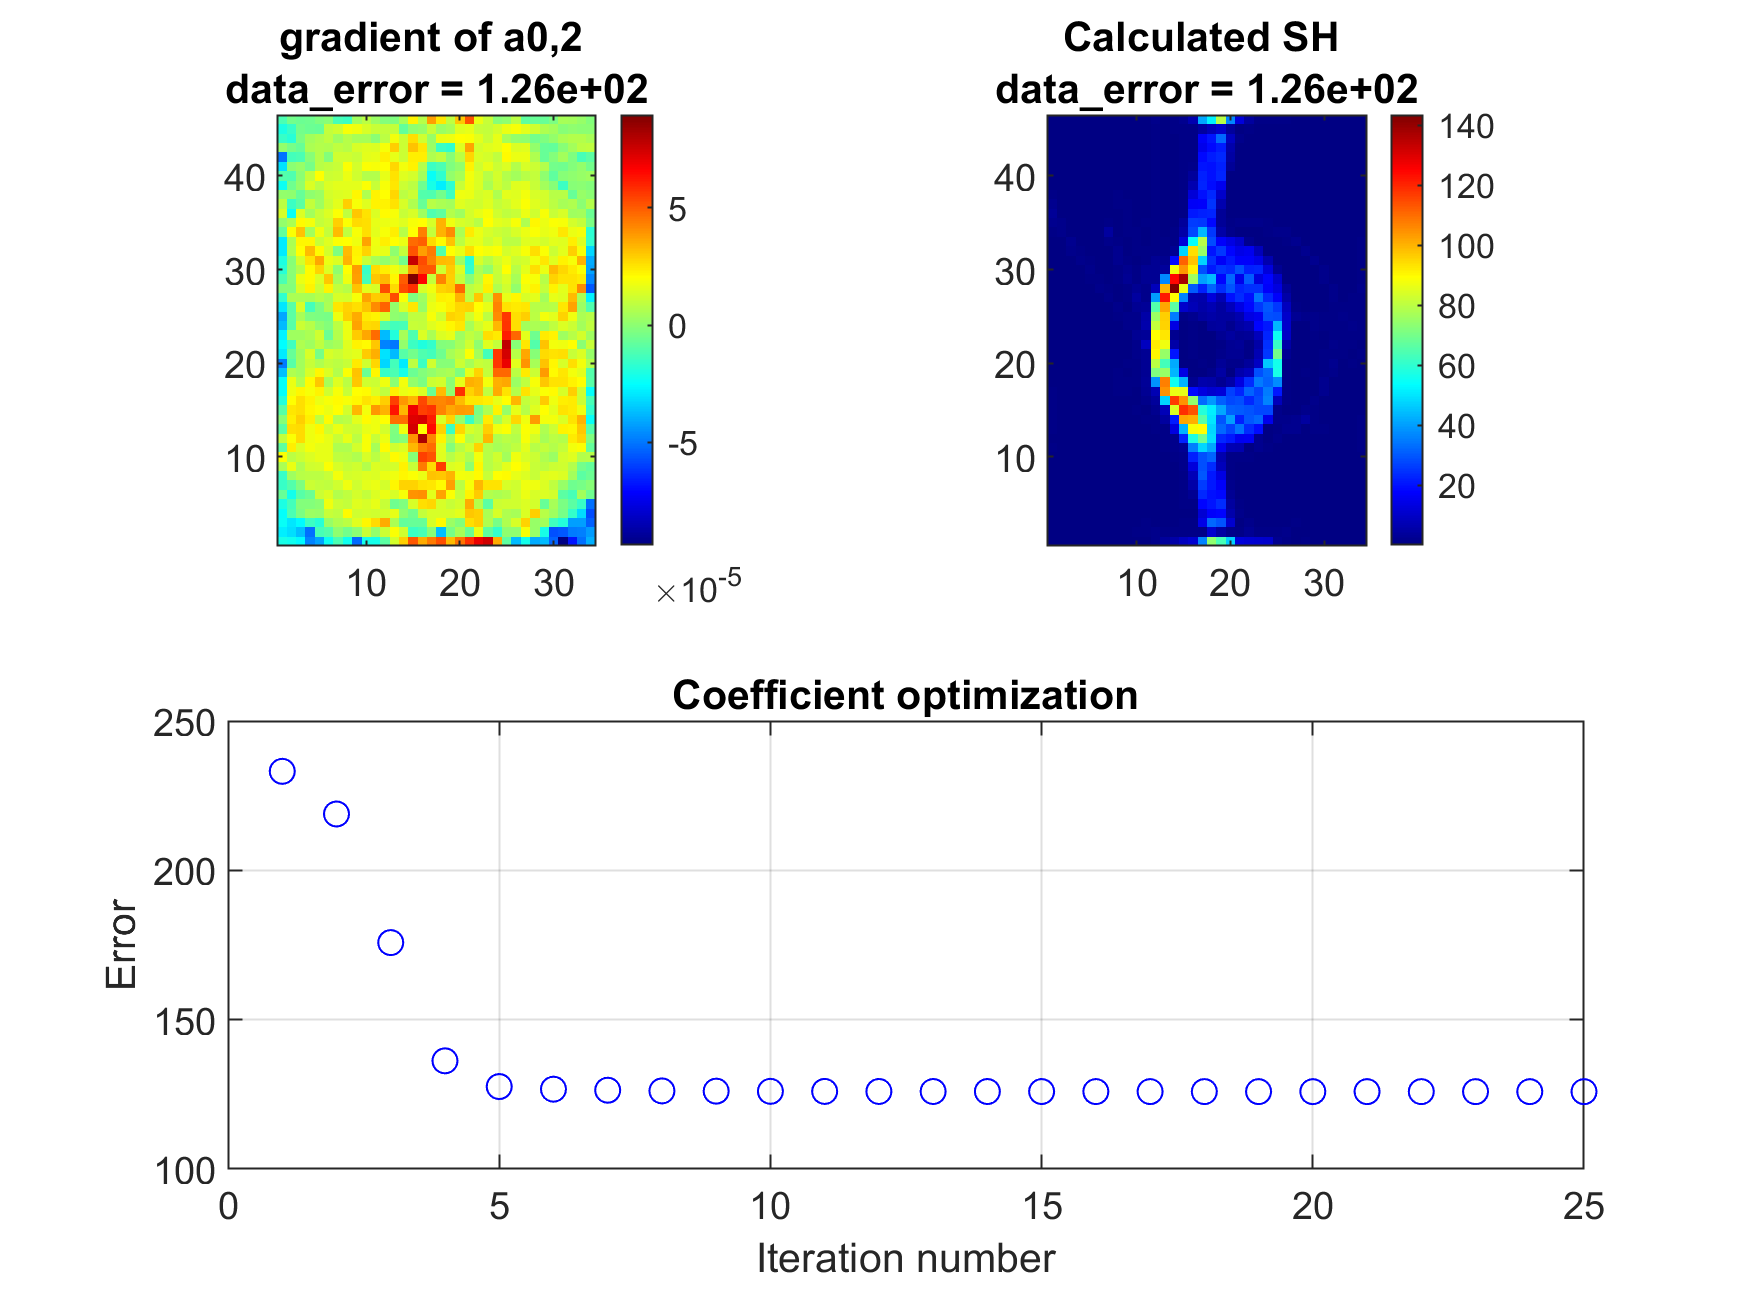 gradient of a0,2
data_error = 1.26e+02
40
30
20
10
10 20 30
5
0
-5
×10-5
Calculated SH
data_error = 1.26e+02
40
30
20
10
10 20 30
140
120
100
80
60
40
20
Coefficient optimization
250
200
150
100
Error
0 5 10 15 20 25
Iteration number